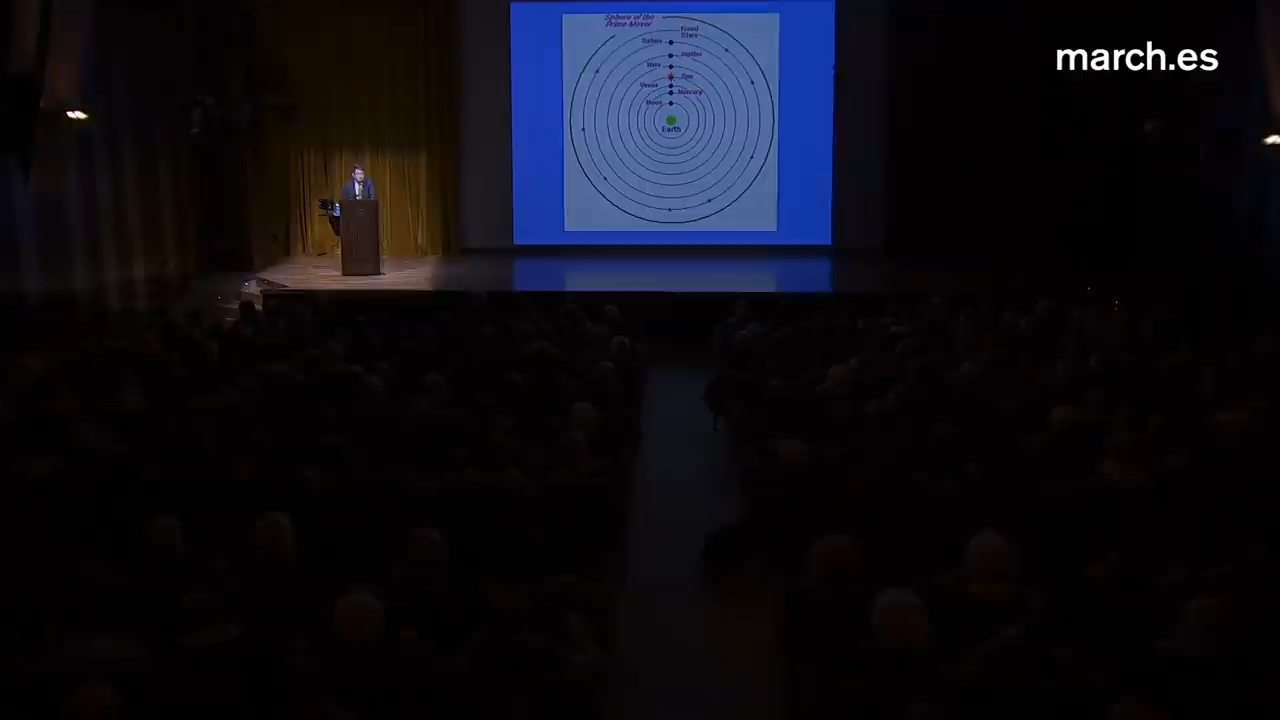 march.es
Sphere of the
Prime Mover
Fixed
Stars
Saturn
Jupiter
Mars
Sun
Venus
Mercury
Moon
Earth